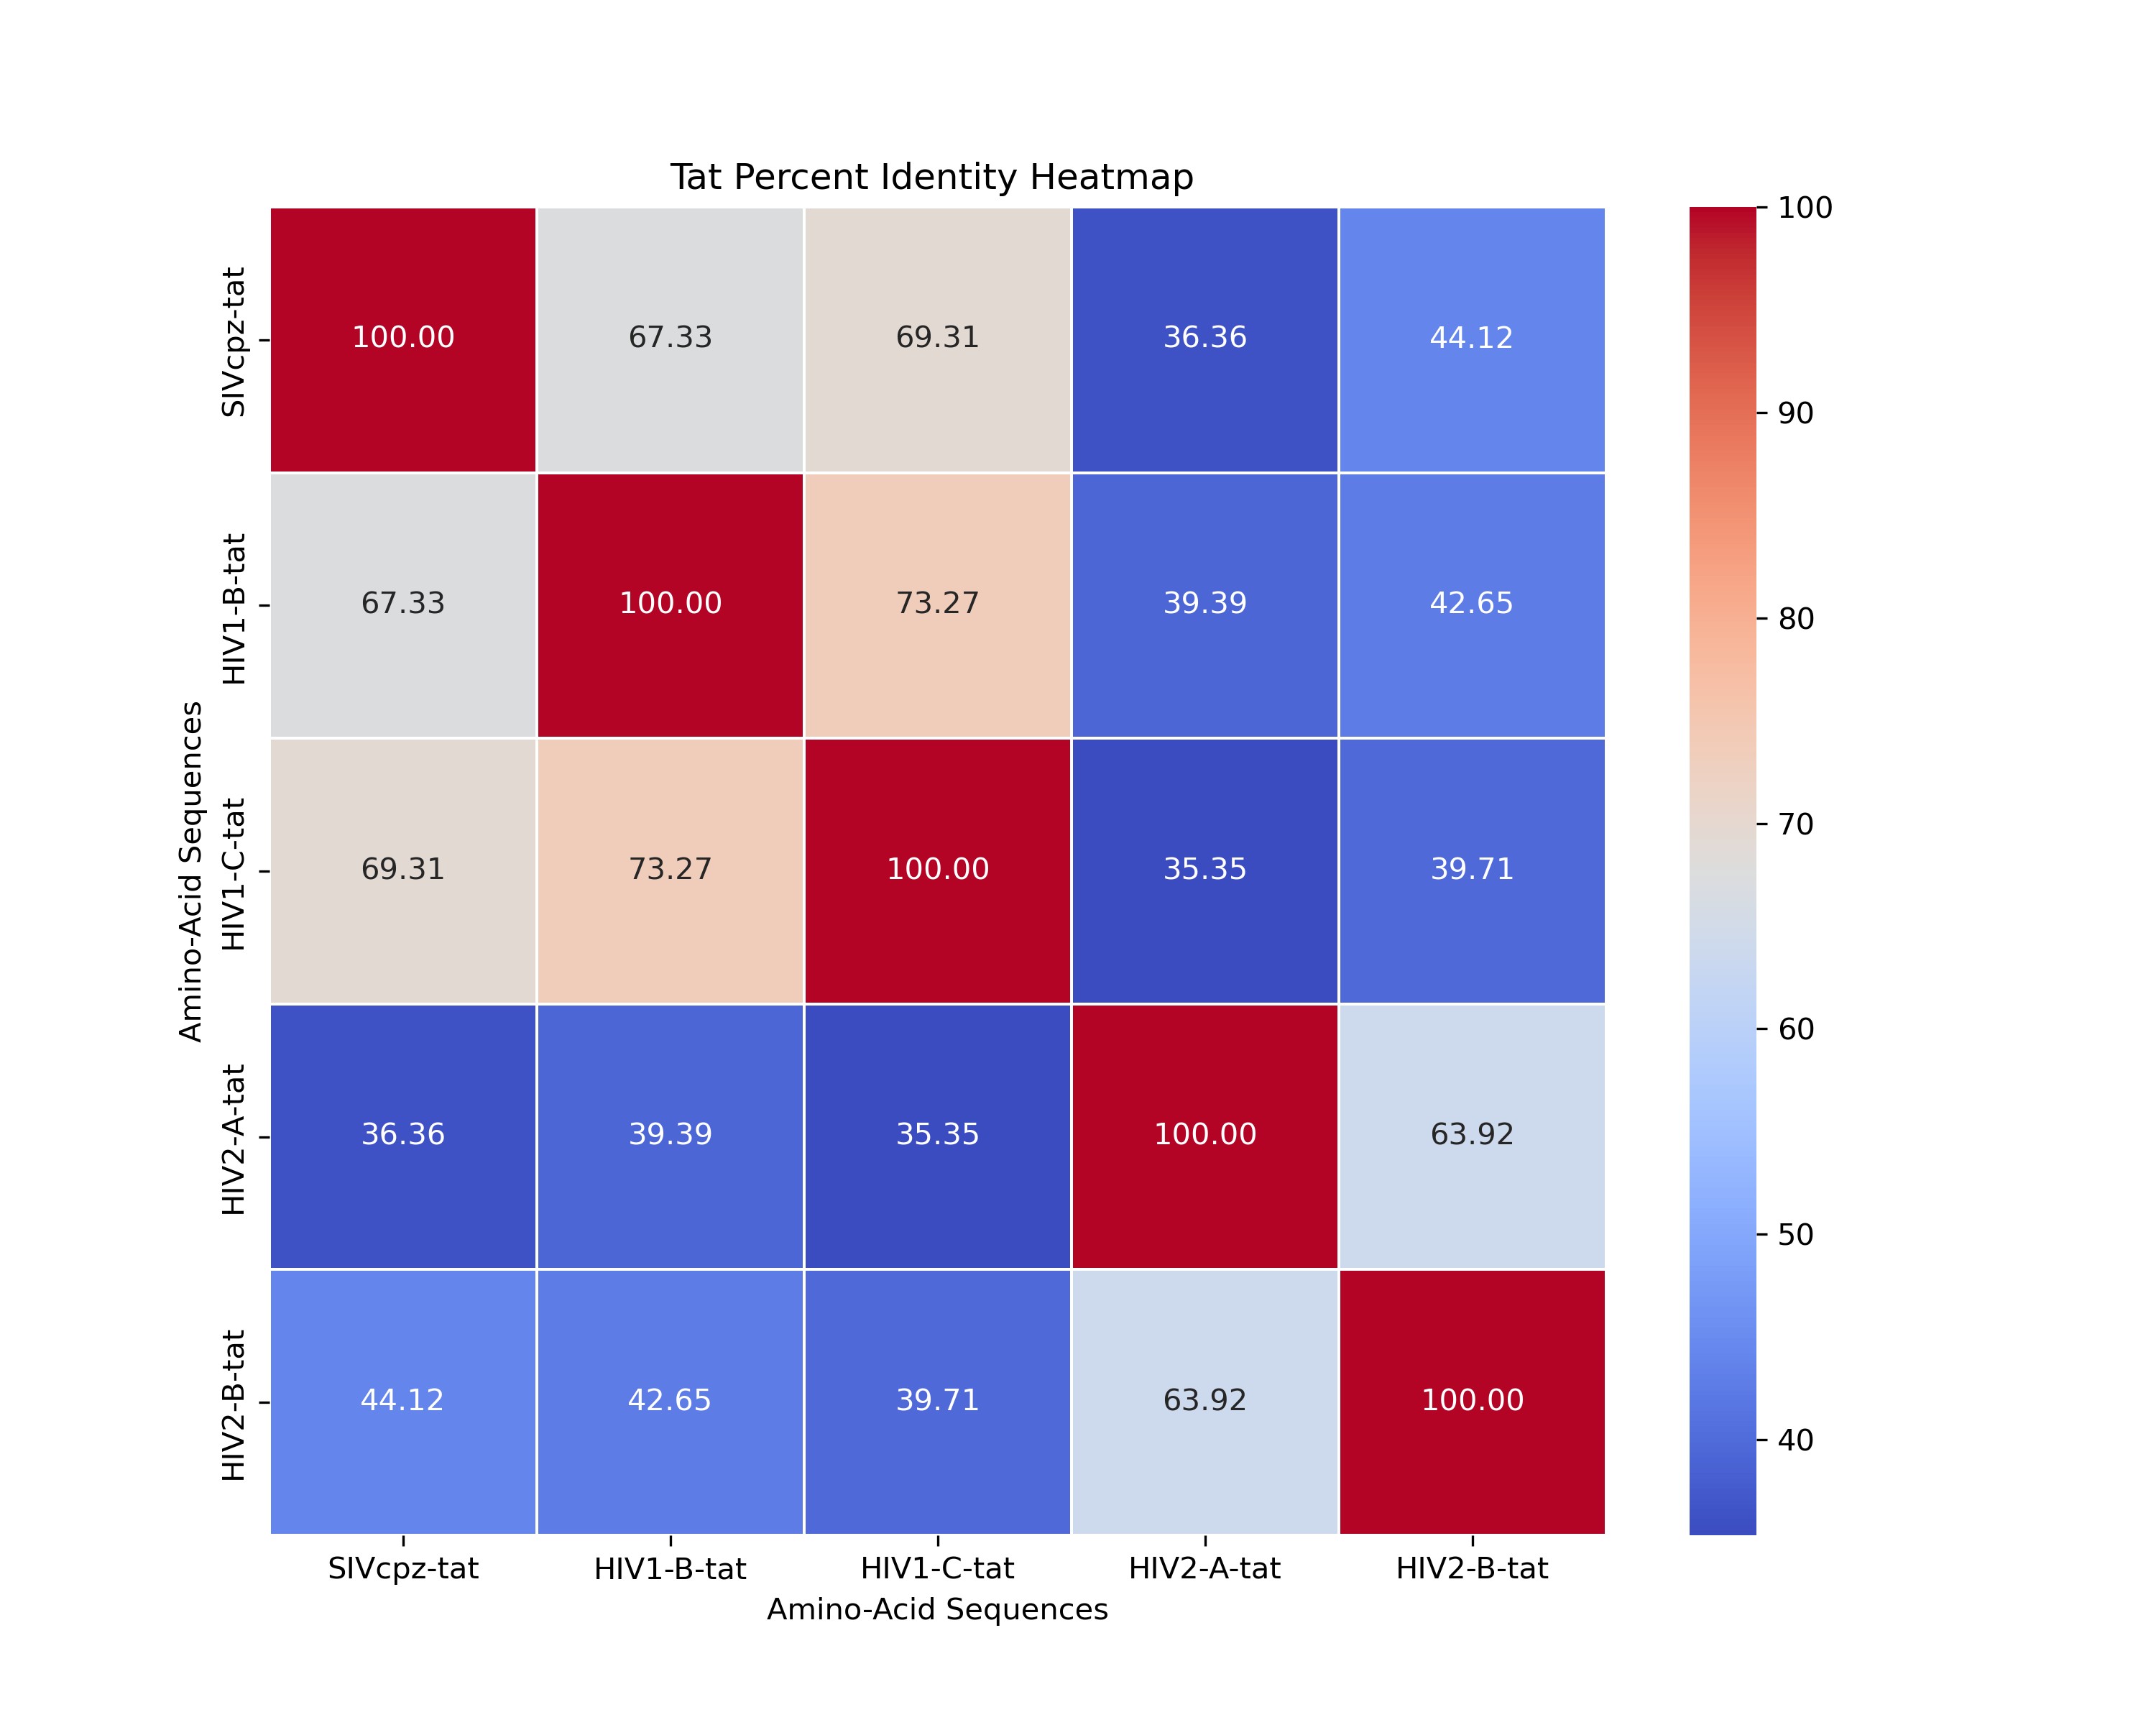 Tat Percent Identity Heatmap
SIVcpz-tat
100.00 67.33 69.31 36.36 44.12
HIV1-B-tat
67.33 100.00 73.27 39.39 42.65
HIV1-C-tat
69.31 73.27 100.00 35.35 39.71
HIV2-A-tat
36.36 39.39 35.35 100.00 63.92
HIV2-B-tat
44.12 42.65 39.71 63.92 100.00
Amino-Acid Sequences
SIVcpz-tat HIV1-B-tat HIV1-C-tat HIV2-A-tat HIV2-B-tat
Amino-Acid Sequences
100
90
80
70
60
50
40